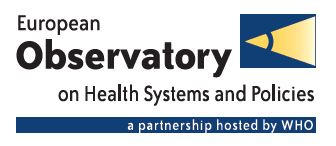 European
Observatory
on Health Systems and Policies
a partnership hosted by WHO